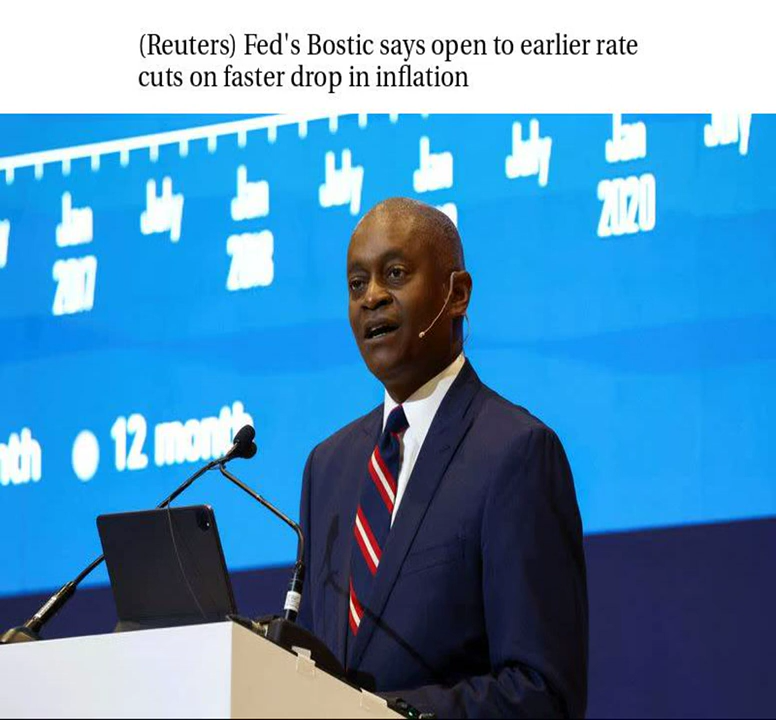 (Reuters) Fed's Bostic says open to earlier rate
cuts on faster drop in inflation
Jan
July
Jan
July
Jan
July
Jan
July
2017
2018
2020
12 month